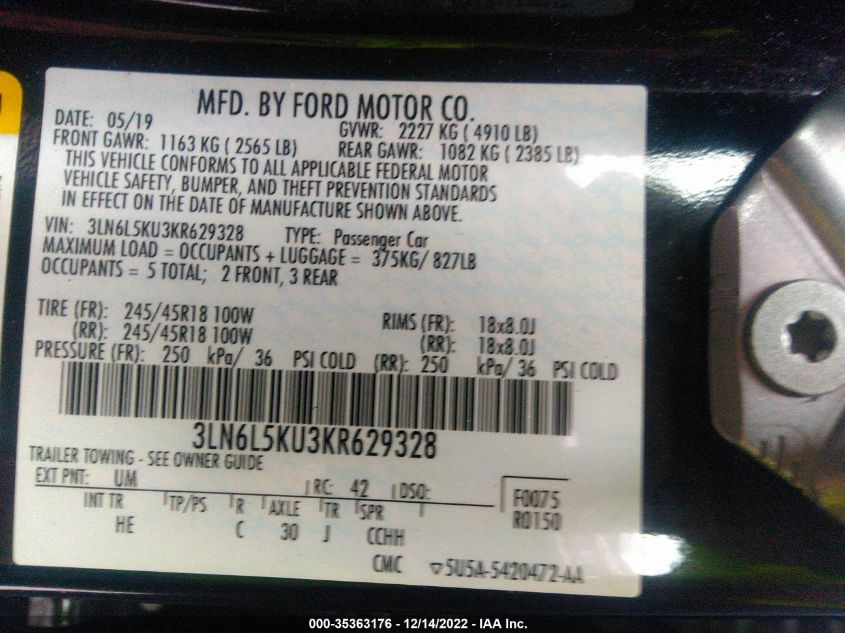 MFD. BY FORD MOTOR CO.
DATE: 05/19 GVWR: 2227 KG ( 4910 LB)
FRONT GAWR: 1163 KG ( 2565 LB) REAR GAWR: 1082 KG ( 2385 LB)
THIS VEHICLE CONFORMS TO ALL APPLICABLE FEDERAL MOTOR
VEHICLE SAFETY, BUMPER, AND THEFT PREVENTION STANDARDS
IN EFFECT ON THE DATE OF MANUFACTURE SHOWN ABOVE.
VIN: 3LN6L5KU3KR629328 TYPE: Passenger Car
MAXIMUM LOAD = OCCUPANTS + LUGGAGE = 375KG/ 827LB
OCCUPANTS = 5 TOTAL; 2 FRONT, 3 REAR
TIRE (FR): 245/45R18 100W RIMS (FR): 18x8.0J
(RR): 245/45R18 100W (RR): 18x8.0J
PRESSURE (FR): 250 kPa/ 36 PSI COLD (RR): 250 kPa/ 36 PSI COLD
3LN6L5KU3KR629328
TRAILER TOWING - SEE OWNER GUIDE
EXT PNT: UM RC: 42 DSO: F0075
INT TR TP/PS R AXLE TR SPR R0150
HE C 30 J CCHH
CMC ▽5U5A-5420472-AA
000-35363176 - 12/14/2022 - IAA Inc.